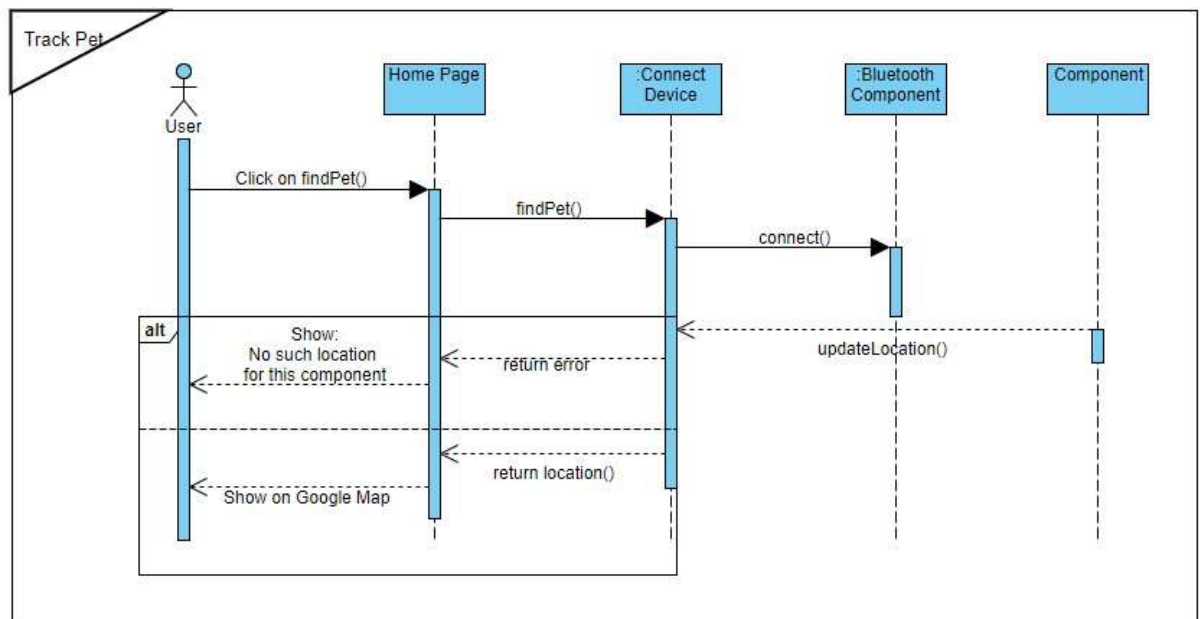 Track Pet
User
Home Page
:Connect
Device
:Bluetooth
Component
Component
Click on findPet()
findPet()
connect()
alt
Show:
No such location
for this component
return error
updateLocation()
return location()
Show on Google Map